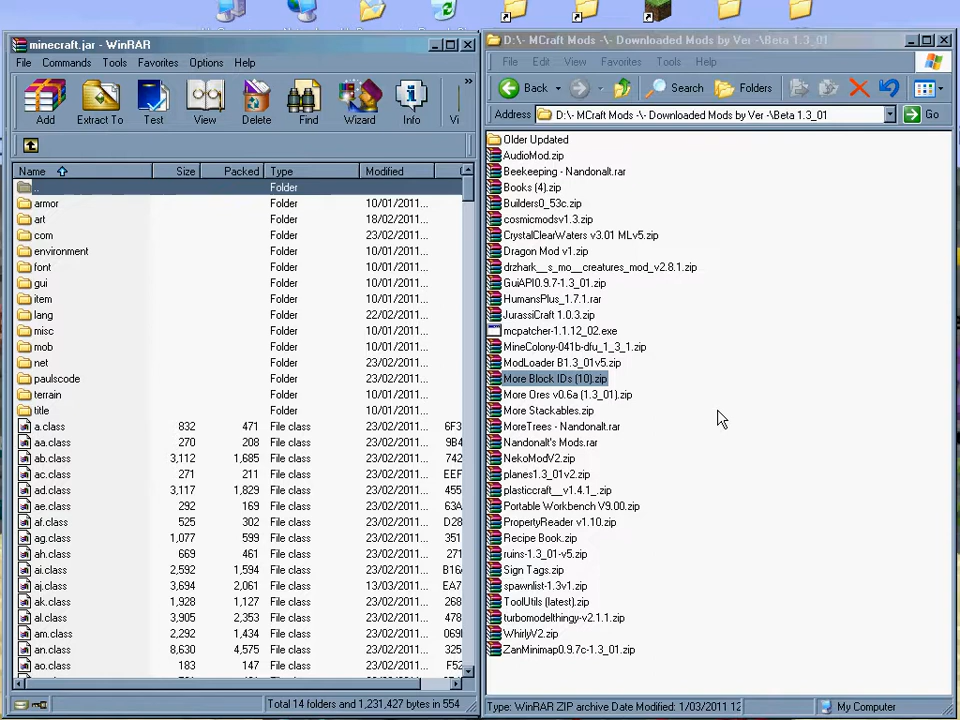 minecraft.jar - WinRAR
File Commands Tools Favorites Options Help
Add Extract To Test View Delete Find Wizard Info Vi
Name Size Packed Type Modified
.. Folder
armor Folder 10/01/2011...
art Folder 18/02/2011...
com Folder 23/02/2011...
environment Folder 10/01/2011...
font Folder 10/01/2011...
gui Folder 10/01/2011...
item Folder 10/01/2011...
lang Folder 22/02/2011...
misc Folder 10/01/2011...
mob Folder 10/01/2011...
net Folder 23/02/2011...
paulscode Folder 23/02/2011...
terrain Folder 10/01/2011...
title Folder 10/01/2011...
a.class 832 471 File class 23/02/2011... 6F3
aa.class 270 208 File class 23/02/2011... 9B4
ab.class 3,112 1,685 File class 23/02/2011... 742
ac.class 271 211 File class 23/02/2011... EEF
ad.class 3,117 1,829 File class 23/02/2011... 455
ae.class 292 169 File class 23/02/2011... 63A
af.class 525 302 File class 23/02/2011... D28
ag.class 1,077 599 File class 23/02/2011... 351
ah.class 669 461 File class 23/02/2011... 51B
ai.class 2,592 1,594 File class 23/02/2011... B16
aj.class 3,694 2,061 File class 13/03/2011... EA7
ak.class 1,928 1,127 File class 23/02/2011... 268
al.class 3,905 2,353 File class 23/02/2011... 478
am.class 2,292 1,434 File class 23/02/2011... 069
an.class 8,630 4,575 File class 23/02/2011... 325
ao.class 183 147 File class 23/02/2011...
Total 14 folders and 1,231,427 bytes in 554
D:\- MCraft Mods -\- Downloaded Mods by Ver -\Beta 1.3_01
File Edit View Favorites Tools Help
Back Search Folders
Address D:\- MCraft Mods -\- Downloaded Mods by Ver -\Beta 1.3_01 Go
Older Updated
AudioMod.zip
Beekeeping - Nandonalt.rar
Books (4).zip
Builders0_53c.zip
cosmicmodsv1.3.zip
CrystalClearWaters v3.01 MLv5.zip
Dragon Mod v1.zip
drzhark__s_mo__creatures_mod_v2.8.1.zip
GuiAPI0.9.7-1.3_01.zip
HumansPlus_1.7.1.rar
JurassiCraft 1.0.3.zip
mcpatcher-1.1.12_02.exe
MineColony-041b-dfu_1_3_1.zip
ModLoader B1.3_01v5.zip
More Block IDs (10).zip
More Ores v0.6a (1.3_01).zip
More Stackables.zip
MoreTrees - Nandonalt.rar
Nandonalt's Mods.rar
NekoModV2.zip
planes1.3_01v2.zip
plasticcraft__v1.4.1_.zip
Portable Workbench V9.00.zip
PropertyReader v1.10.zip
Recipe Book.zip
ruins-1.3_01-v5.zip
Sign Tags.zip
spawnlist-1.3v1.zip
ToolUtils (latest).zip
turbomodelthingy-v2.1.1.zip
WhirlyV2.zip
ZanMinimap0.9.7c-1.3_01.zip
Type: WinRAR ZIP archive Date Modified: 1/03/2011 12 My Computer